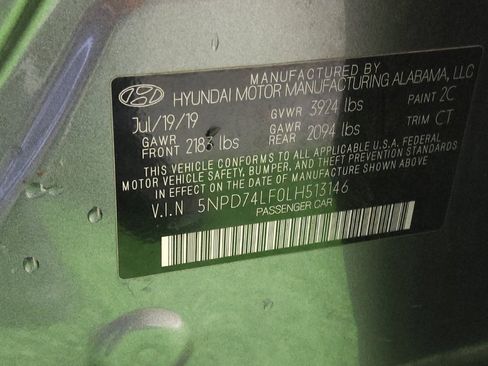 MANUFACTURED BY
HYUNDAI MOTOR MANUFACTURING ALABAMA, LLC
Jul/19/19 GVWR 3924 lbs PAINT 2C
GAWR FRONT 2183 lbs GAWR REAR 2094 lbs TRIM CT
THIS VEHICLE CONFORMS TO ALL APPLICABLE U.S.A. FEDERAL
MOTOR VEHICLE SAFETY, BUMPER, AND THEFT PREVENTION STANDARDS
IN EFFECT ON THE DATE OF MANUFACTURE SHOWN ABOVE
V.I.N 5NPD74LF0LH513146
PASSENGER CAR